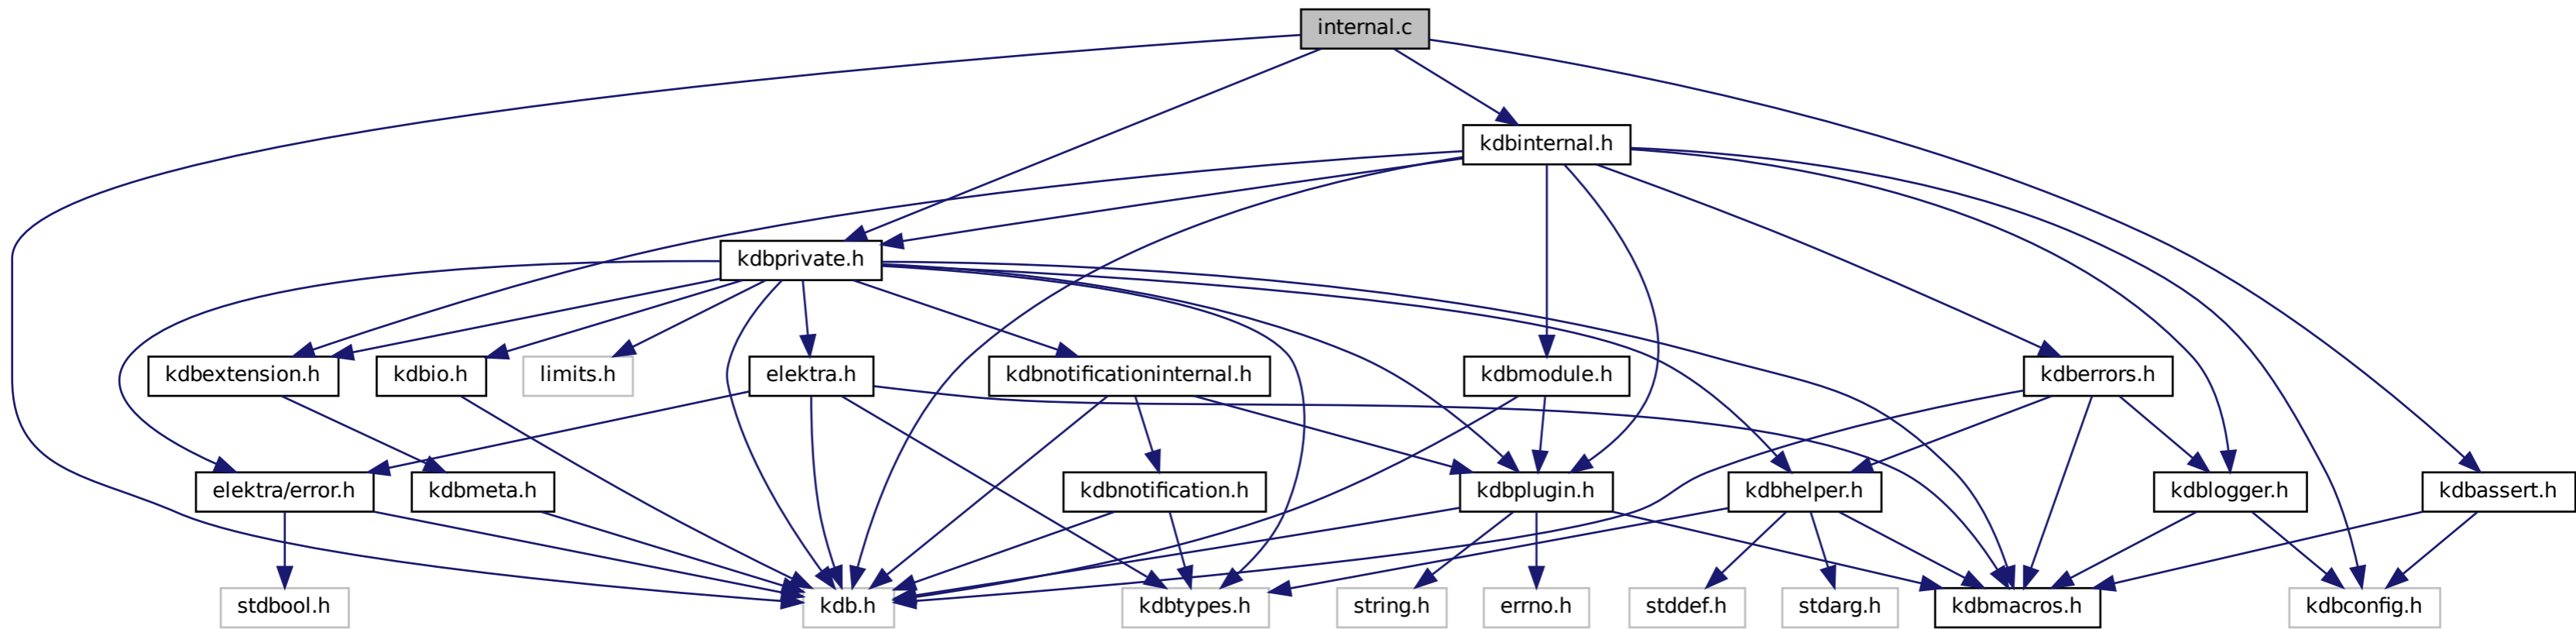 internal.c
kdbinternal.h
kdbprivate.h
kdbextension.h
kdbio.h
limits.h
elektra.h
kdbnotificationinternal.h
kdbmodule.h
kdberrors.h
elektra/error.h
kdbmeta.h
kdbnotification.h
kdbplugin.h
kdbhelper.h
kdblogger.h
kdbassert.h
stdbool.h
kdb.h
kdbtypes.h
string.h
errno.h
stddef.h
stdarg.h
kdbmacros.h
kdbconfig.h